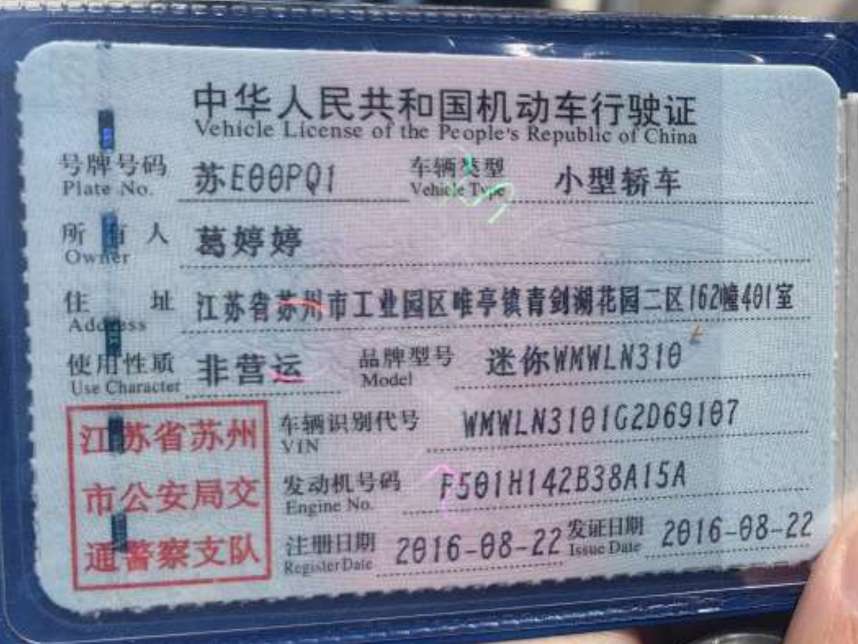 中华人民共和国机动车行驶证
Vehicle License of the People's Republic of China
号牌号码 苏E00PQ1 车辆类型 小型轿车
Plate No. Vehicle Type
所有人 葛婷婷
Owner
住址 江苏省苏州市工业园区唯亭镇青剑湖花园二区162幢401室
Address
使用性质 非营运 品牌型号 迷你WMWLN310
Use Character Model
江苏省苏州 车辆识别代号 WMWLN3101G2D69107
VIN
市公安局交 发动机号码 F501H142B38A15A
Engine No.
通警察支队 注册日期 2016-08-22 发证日期 2016-08-22
Register Date Issue Date